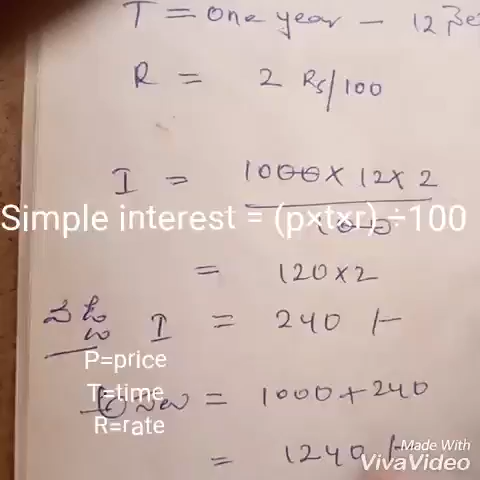 T = one year - 12
R = 2 Rs/100
I = 1000 x 12 x 2
Simple interest = (p×t×r) ÷100
100
= 120 x 2
I = 240 /-
P=price
T=time
= 1000 + 240
R=rate
= 1240 /-
Made With
VivaVideo